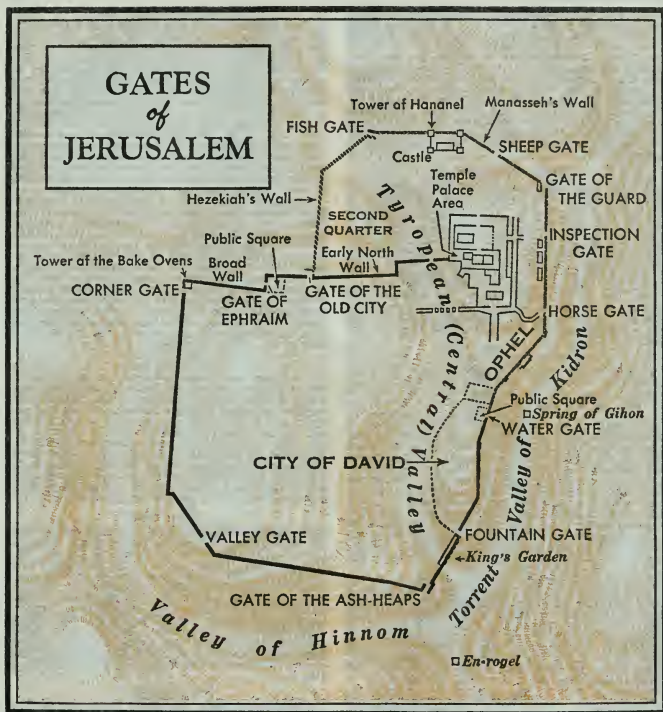 GATES
of
JERUSALEM
Tower of Hananel
Manasseh's Wall
FISH GATE
Castle
SHEEP GATE
Temple
Palace
Area
GATE OF
THE GUARD
Hezekiah's Wall
SECOND
QUARTER
Tyropean (Central) Valley
Public Square
INSPECTION
GATE
Tower of the Bake Ovens
Broad
Wall
Early North
Wall
CORNER GATE
GATE OF
EPHRAIM
GATE OF THE
OLD CITY
HORSE GATE
OPHEL
Public Square
Spring of Gihon
WATER GATE
CITY OF DAVID
Torrent Valley of Kidron
VALLEY GATE
FOUNTAIN GATE
King's Garden
GATE OF THE ASH-HEAPS
Valley of Hinnom
En-rogel